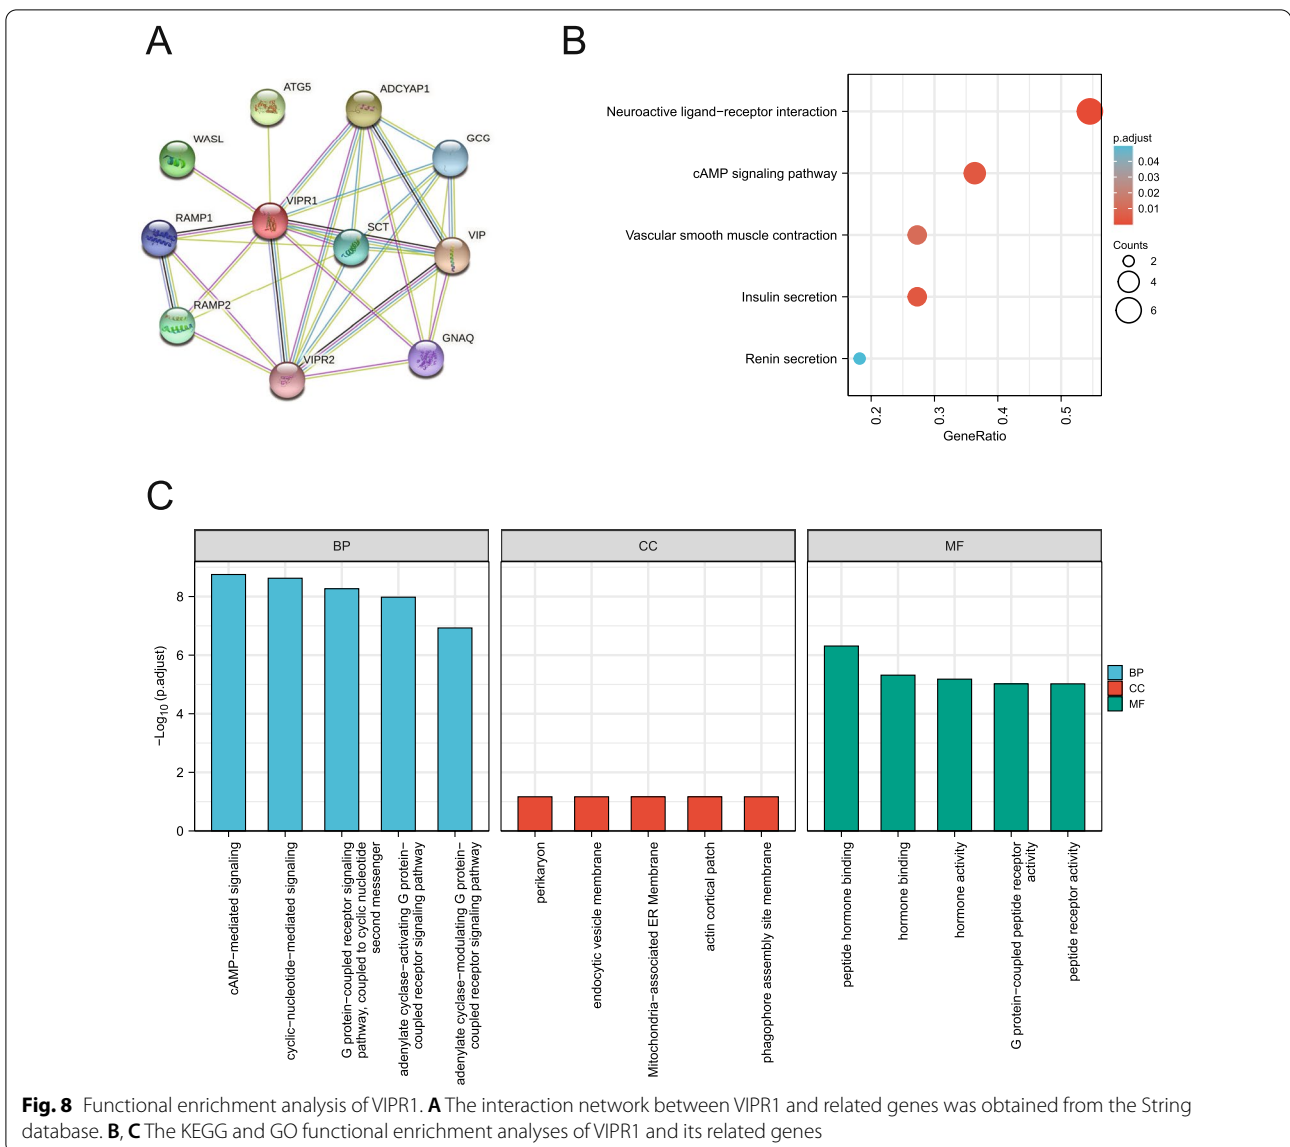 A
ATG5
ADCYAP1
WASL
GCG
VIPR1
RAMP1
SCT
VIP
RAMP2
VIPR2
GNAQ
B
Neuroactive ligand−receptor interaction
cAMP signaling pathway
Vascular smooth muscle contraction
Insulin secretion
Renin secretion
0.2
0.3
0.4
0.5
GeneRatio
p.adjust
0.04
0.03
0.02
0.01
Counts
2
4
6
C
BP
CC
MF
−Log10 (p.adjust)
8
6
4
2
0
cAMP−mediated signaling
cyclic−nucleotide−mediated signaling
G protein−coupled receptor signaling
pathway, coupled to cyclic nucleotide
second messenger
adenylate cyclase−activating G protein−
coupled receptor signaling pathway
adenylate cyclase−modulating G protein−
coupled receptor signaling pathway
perikaryon
endocytic vesicle membrane
Mitochondria−associated ER Membrane
actin cortical patch
phagophore assembly site membrane
peptide hormone binding
hormone binding
hormone activity
G protein−coupled peptide receptor
activity
peptide receptor activity
BP
CC
MF
Fig. 8 Functional enrichment analysis of VIPR1. A The interaction network between VIPR1 and related genes was obtained from the String
database. B, C The KEGG and GO functional enrichment analyses of VIPR1 and its related genes